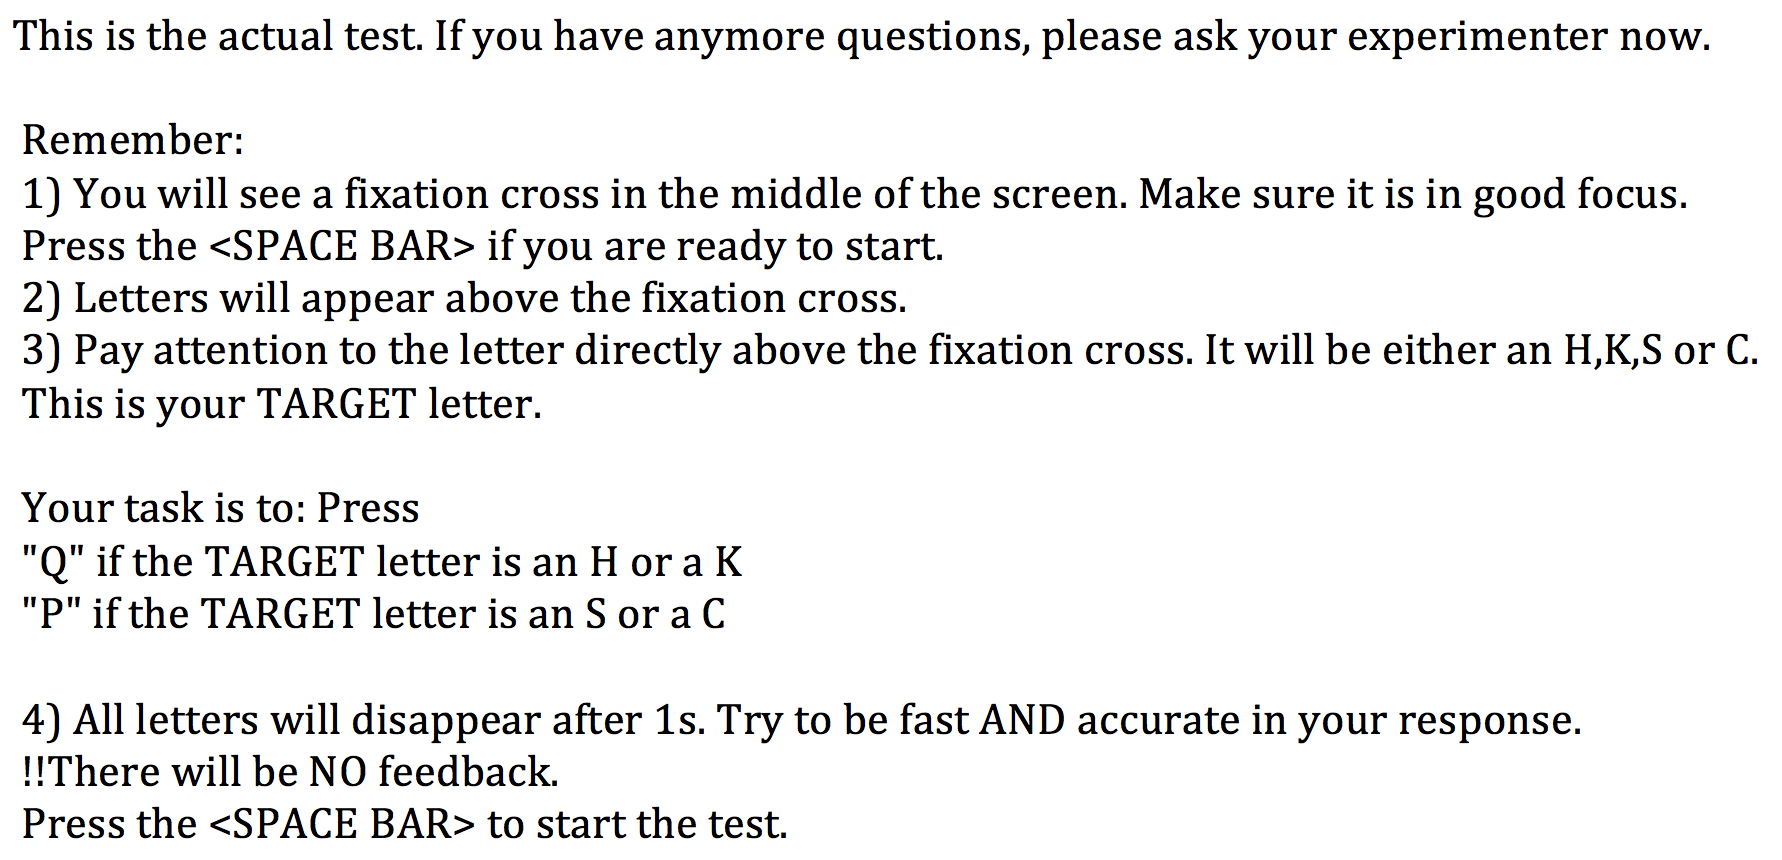 This is the actual test. If you have anymore questions, please ask your experimenter now.
Remember:
1) You will see a fixation cross in the middle of the screen. Make sure it is in good focus.
Press the <SPACE BAR> if you are ready to start.
2) Letters will appear above the fixation cross.
3) Pay attention to the letter directly above the fixation cross. It will be either an H,K,S or C.
This is your TARGET letter.
Your task is to: Press
"Q" if the TARGET letter is an H or a K
"P" if the TARGET letter is an S or a C
4) All letters will disappear after 1s. Try to be fast AND accurate in your response.
!!There will be NO feedback.
Press the <SPACE BAR> to start the test.